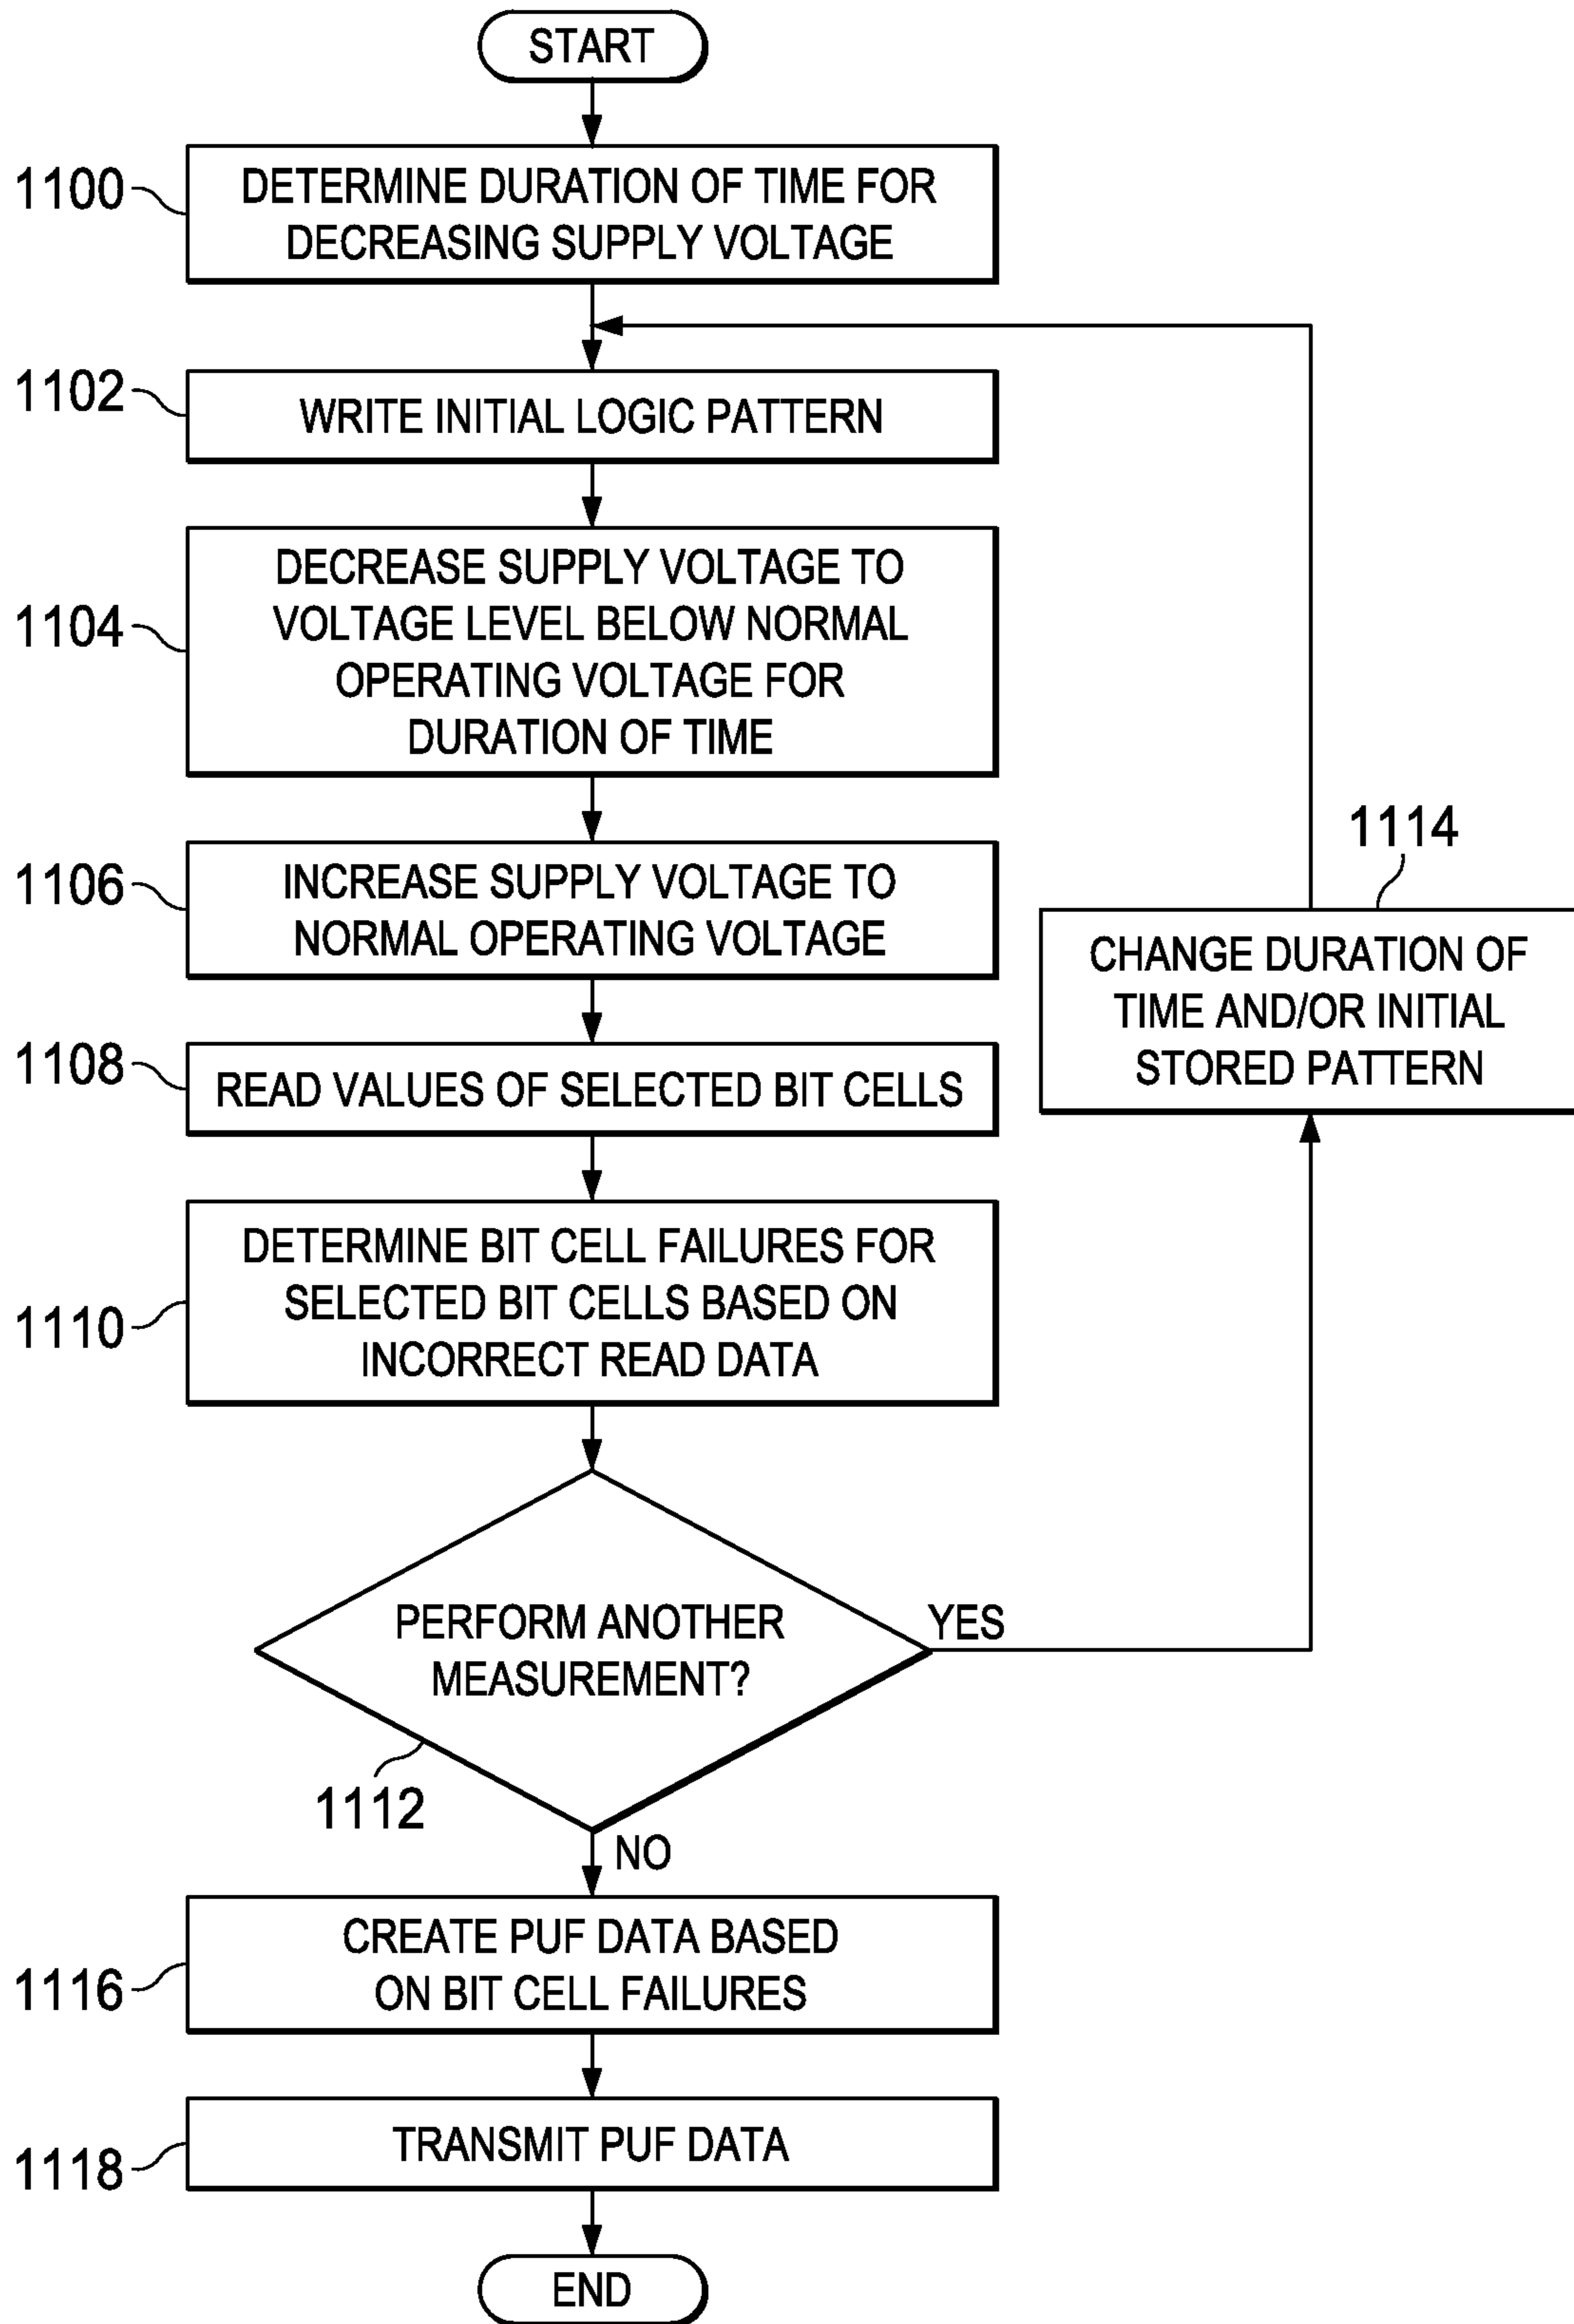 START
1100
DETERMINE DURATION OF TIME FOR
DECREASING SUPPLY VOLTAGE
1102
WRITE INITIAL LOGIC PATTERN
1104
DECREASE SUPPLY VOLTAGE TO
VOLTAGE LEVEL BELOW NORMAL
OPERATING VOLTAGE FOR
DURATION OF TIME
1106
INCREASE SUPPLY VOLTAGE TO
NORMAL OPERATING VOLTAGE
1108
READ VALUES OF SELECTED BIT CELLS
1110
DETERMINE BIT CELL FAILURES FOR
SELECTED BIT CELLS BASED ON
INCORRECT READ DATA
PERFORM ANOTHER
MEASUREMENT?
1112
YES
1114
CHANGE DURATION OF
TIME AND/OR INITIAL
STORED PATTERN
NO
1116
CREATE PUF DATA BASED
ON BIT CELL FAILURES
1118
TRANSMIT PUF DATA
END